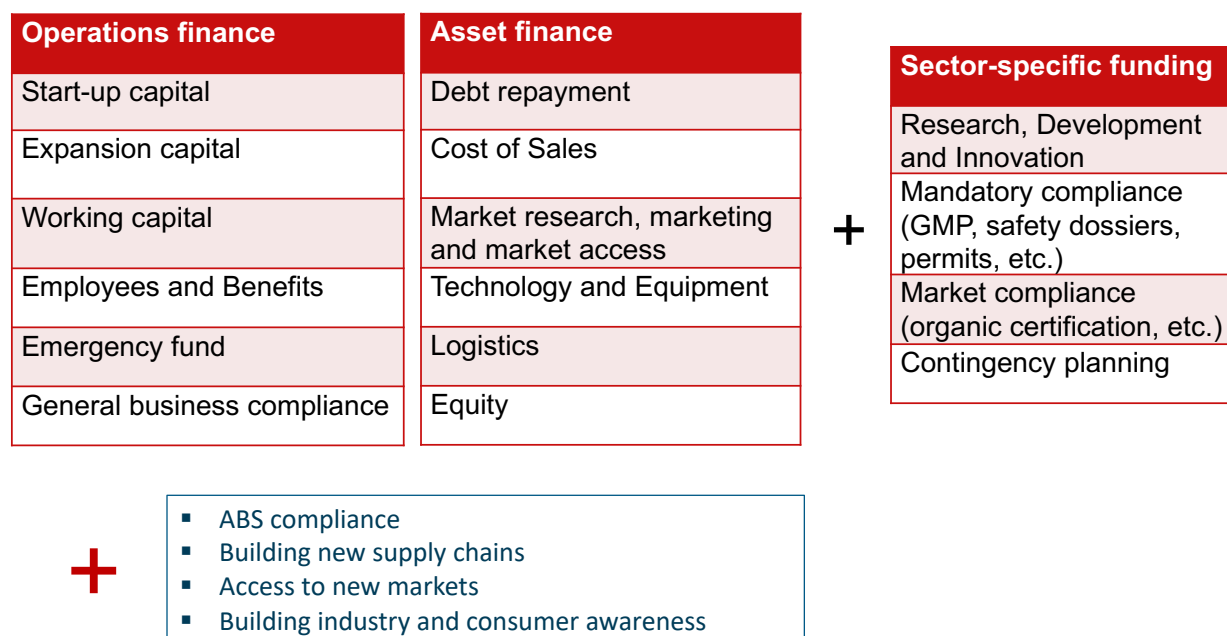 Operations finance
Start-up capital
Expansion capital
Working capital
Employees and Benefits
Emergency fund
General business compliance
Asset finance
Debt repayment
Cost of Sales
Market research, marketing
and market access
Technology and Equipment
Logistics
Equity
+
Sector-specific funding
Research, Development
and Innovation
Mandatory compliance
(GMP, safety dossiers,
permits, etc.)
Market compliance
(organic certification, etc.)
Contingency planning
+
▪ ABS compliance
▪ Building new supply chains
▪ Access to new markets
▪ Building industry and consumer awareness